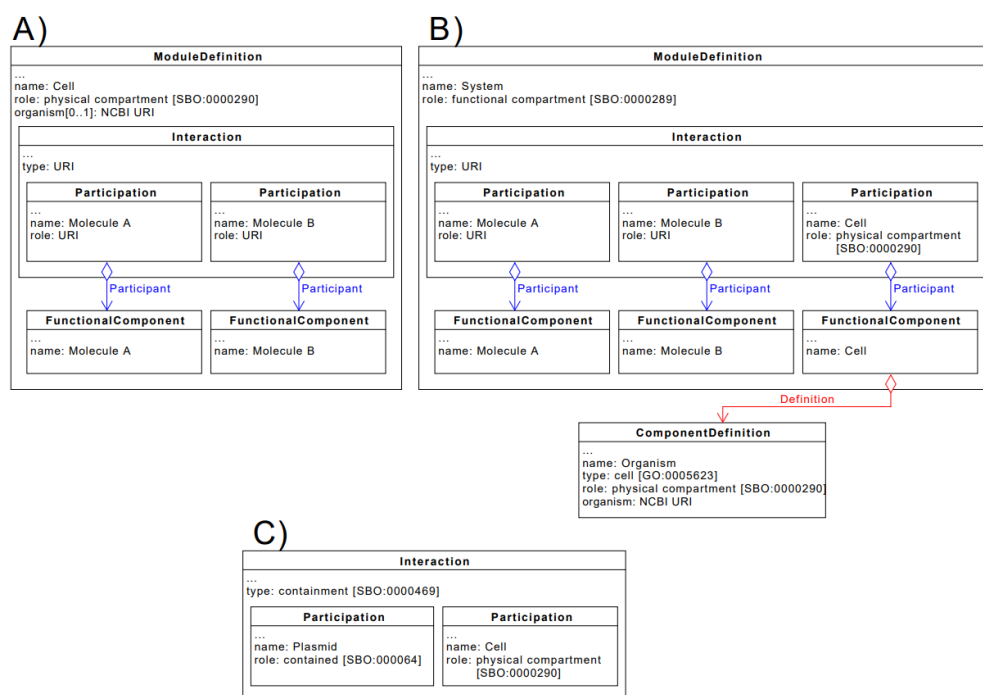 A)
ModuleDefinition
...
name: Cell
role: physical compartment [SBO:0000290]
organism[0..1]: NCBI URI
Interaction
...
type: URI
Participation
...
name: Molecule A
role: URI
Participation
...
name: Molecule B
role: URI
Participant
Participant
FunctionalComponent
...
name: Molecule A
FunctionalComponent
...
name: Molecule B
B)
ModuleDefinition
...
name: System
role: functional compartment [SBO:0000289]
Interaction
...
type: URI
Participation
...
name: Molecule A
role: URI
Participation
...
name: Molecule B
role: URI
Participation
...
name: Cell
role: physical compartment
[SBO:0000290]
Participant
Participant
Participant
FunctionalComponent
...
name: Molecule A
FunctionalComponent
...
name: Molecule B
FunctionalComponent
...
name: Cell
Definition
ComponentDefinition
...
name: Organism
type: cell [GO:0005623]
role: physical compartment [SBO:0000290]
organism: NCBI URI
C)
Interaction
...
type: containment [SBO:0000469]
Participation
...
name: Plasmid
role: contained [SBO:000064]
Participation
...
name: Cell
role: physical compartment
[SBO:0000290]